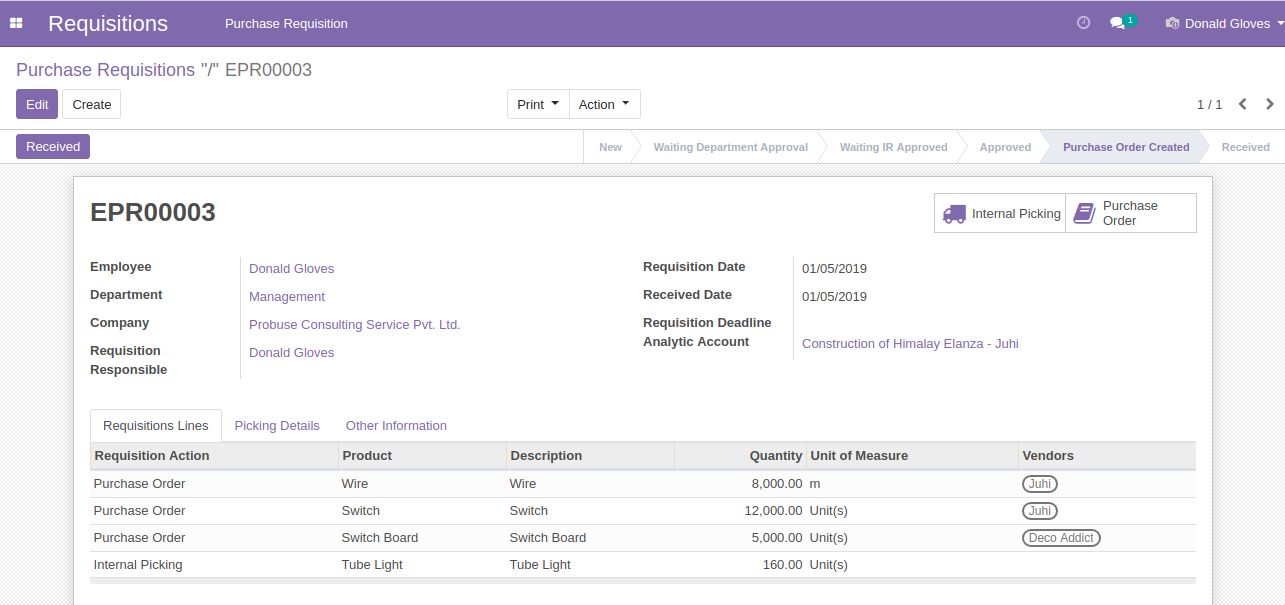 Requisitions Purchase Requisition 1 Donald Gloves
Purchase Requisitions "/" EPR00003
Edit Create Print Action 1 / 1
Received New Waiting Department Approval Waiting IR Approved Approved Purchase Order Created Received
EPR00003 Internal Picking Purchase Order
Employee Donald Gloves Requisition Date 01/05/2019
Department Management Received Date 01/05/2019
Company Probuse Consulting Service Pvt. Ltd. Requisition Deadline
Analytic Account Construction of Himalay Elanza - Juhi
Requisition Responsible Donald Gloves
Requisitions Lines Picking Details Other Information
Requisition Action Product Description Quantity Unit of Measure Vendors
Purchase Order Wire Wire 8,000.00 m Juhi
Purchase Order Switch Switch 12,000.00 Unit(s) Juhi
Purchase Order Switch Board Switch Board 5,000.00 Unit(s) Deco Addict
Internal Picking Tube Light Tube Light 160.00 Unit(s)